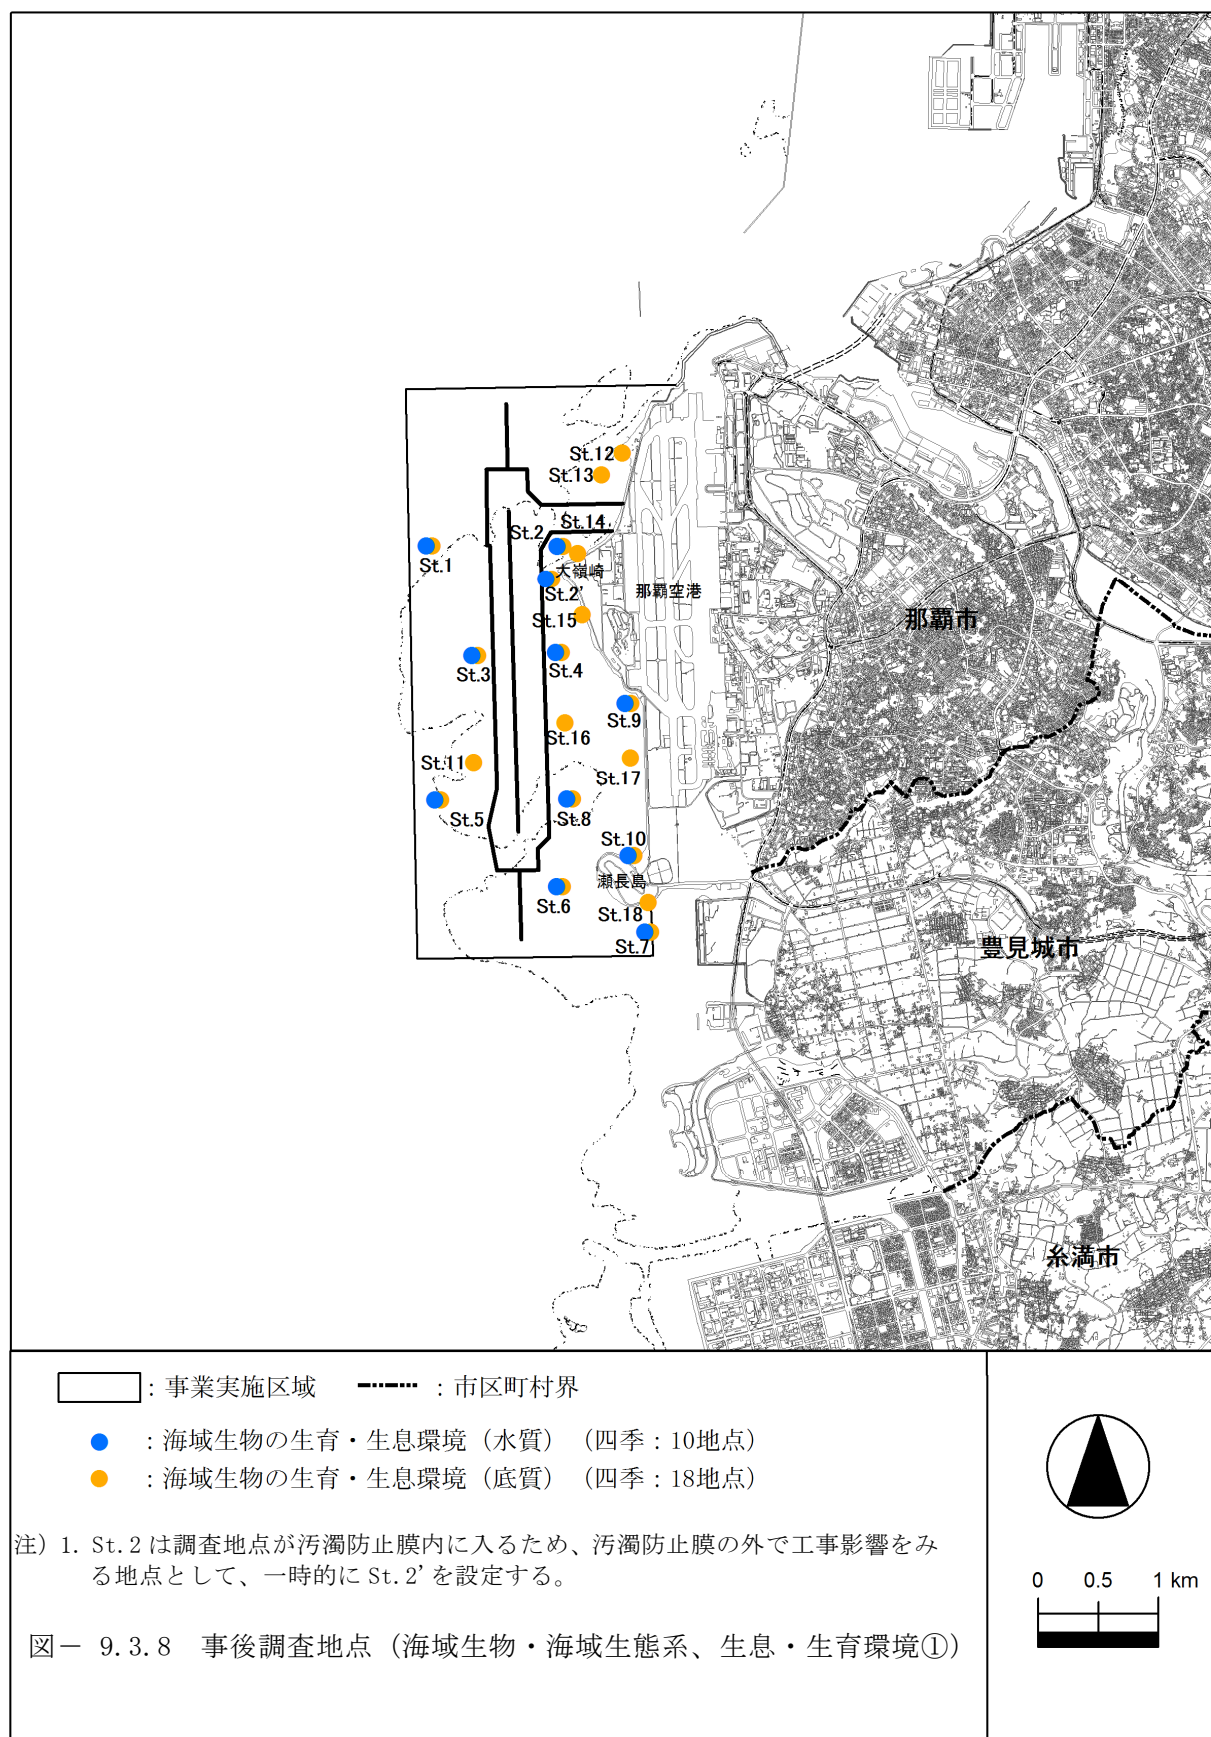 St.12
St.13
St.14
St.2
St.1
大嶺崎
St.2'
那覇空港
St.15
那覇市
St.3
St.4
St.9
St.16
St.11
St.17
St.5
St.8
St.10
瀬長島
St.6
St.18
St.7
豊見城市
糸満市
：事業実施区域　：市区町村界
：海域生物の生育・生息環境（水質）（四季：10地点）
：海域生物の生育・生息環境（底質）（四季：18地点）
注）1. St.2 は調査地点が汚濁防止膜内に入るため、汚濁防止膜の外で工事影響をみ
る地点として、一時的に St.2’を設定する。
図－ 9.3.8　事後調査地点（海域生物・海域生態系、生息・生育環境①）
0 0.5 1 km